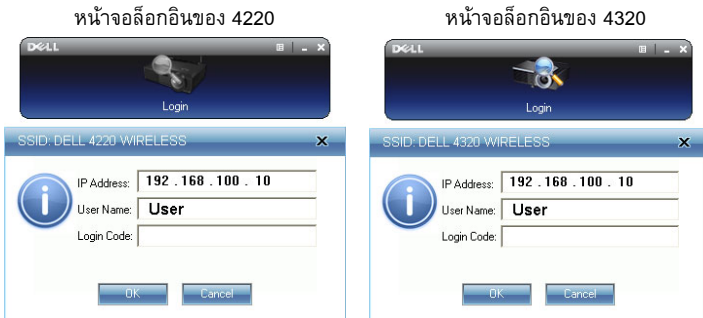 หน้าจอล็อกอินของ 4220
DELL
Login
SSID: DELL 4220 WIRELESS
IP Address: 192 . 168 . 100 . 10
User Name: User
Login Code:
OK Cancel
หน้าจอล็อกอินของ 4320
DELL
Login
SSID: DELL 4320 WIRELESS
IP Address: 192 . 168 . 100 . 10
User Name: User
Login Code:
OK Cancel